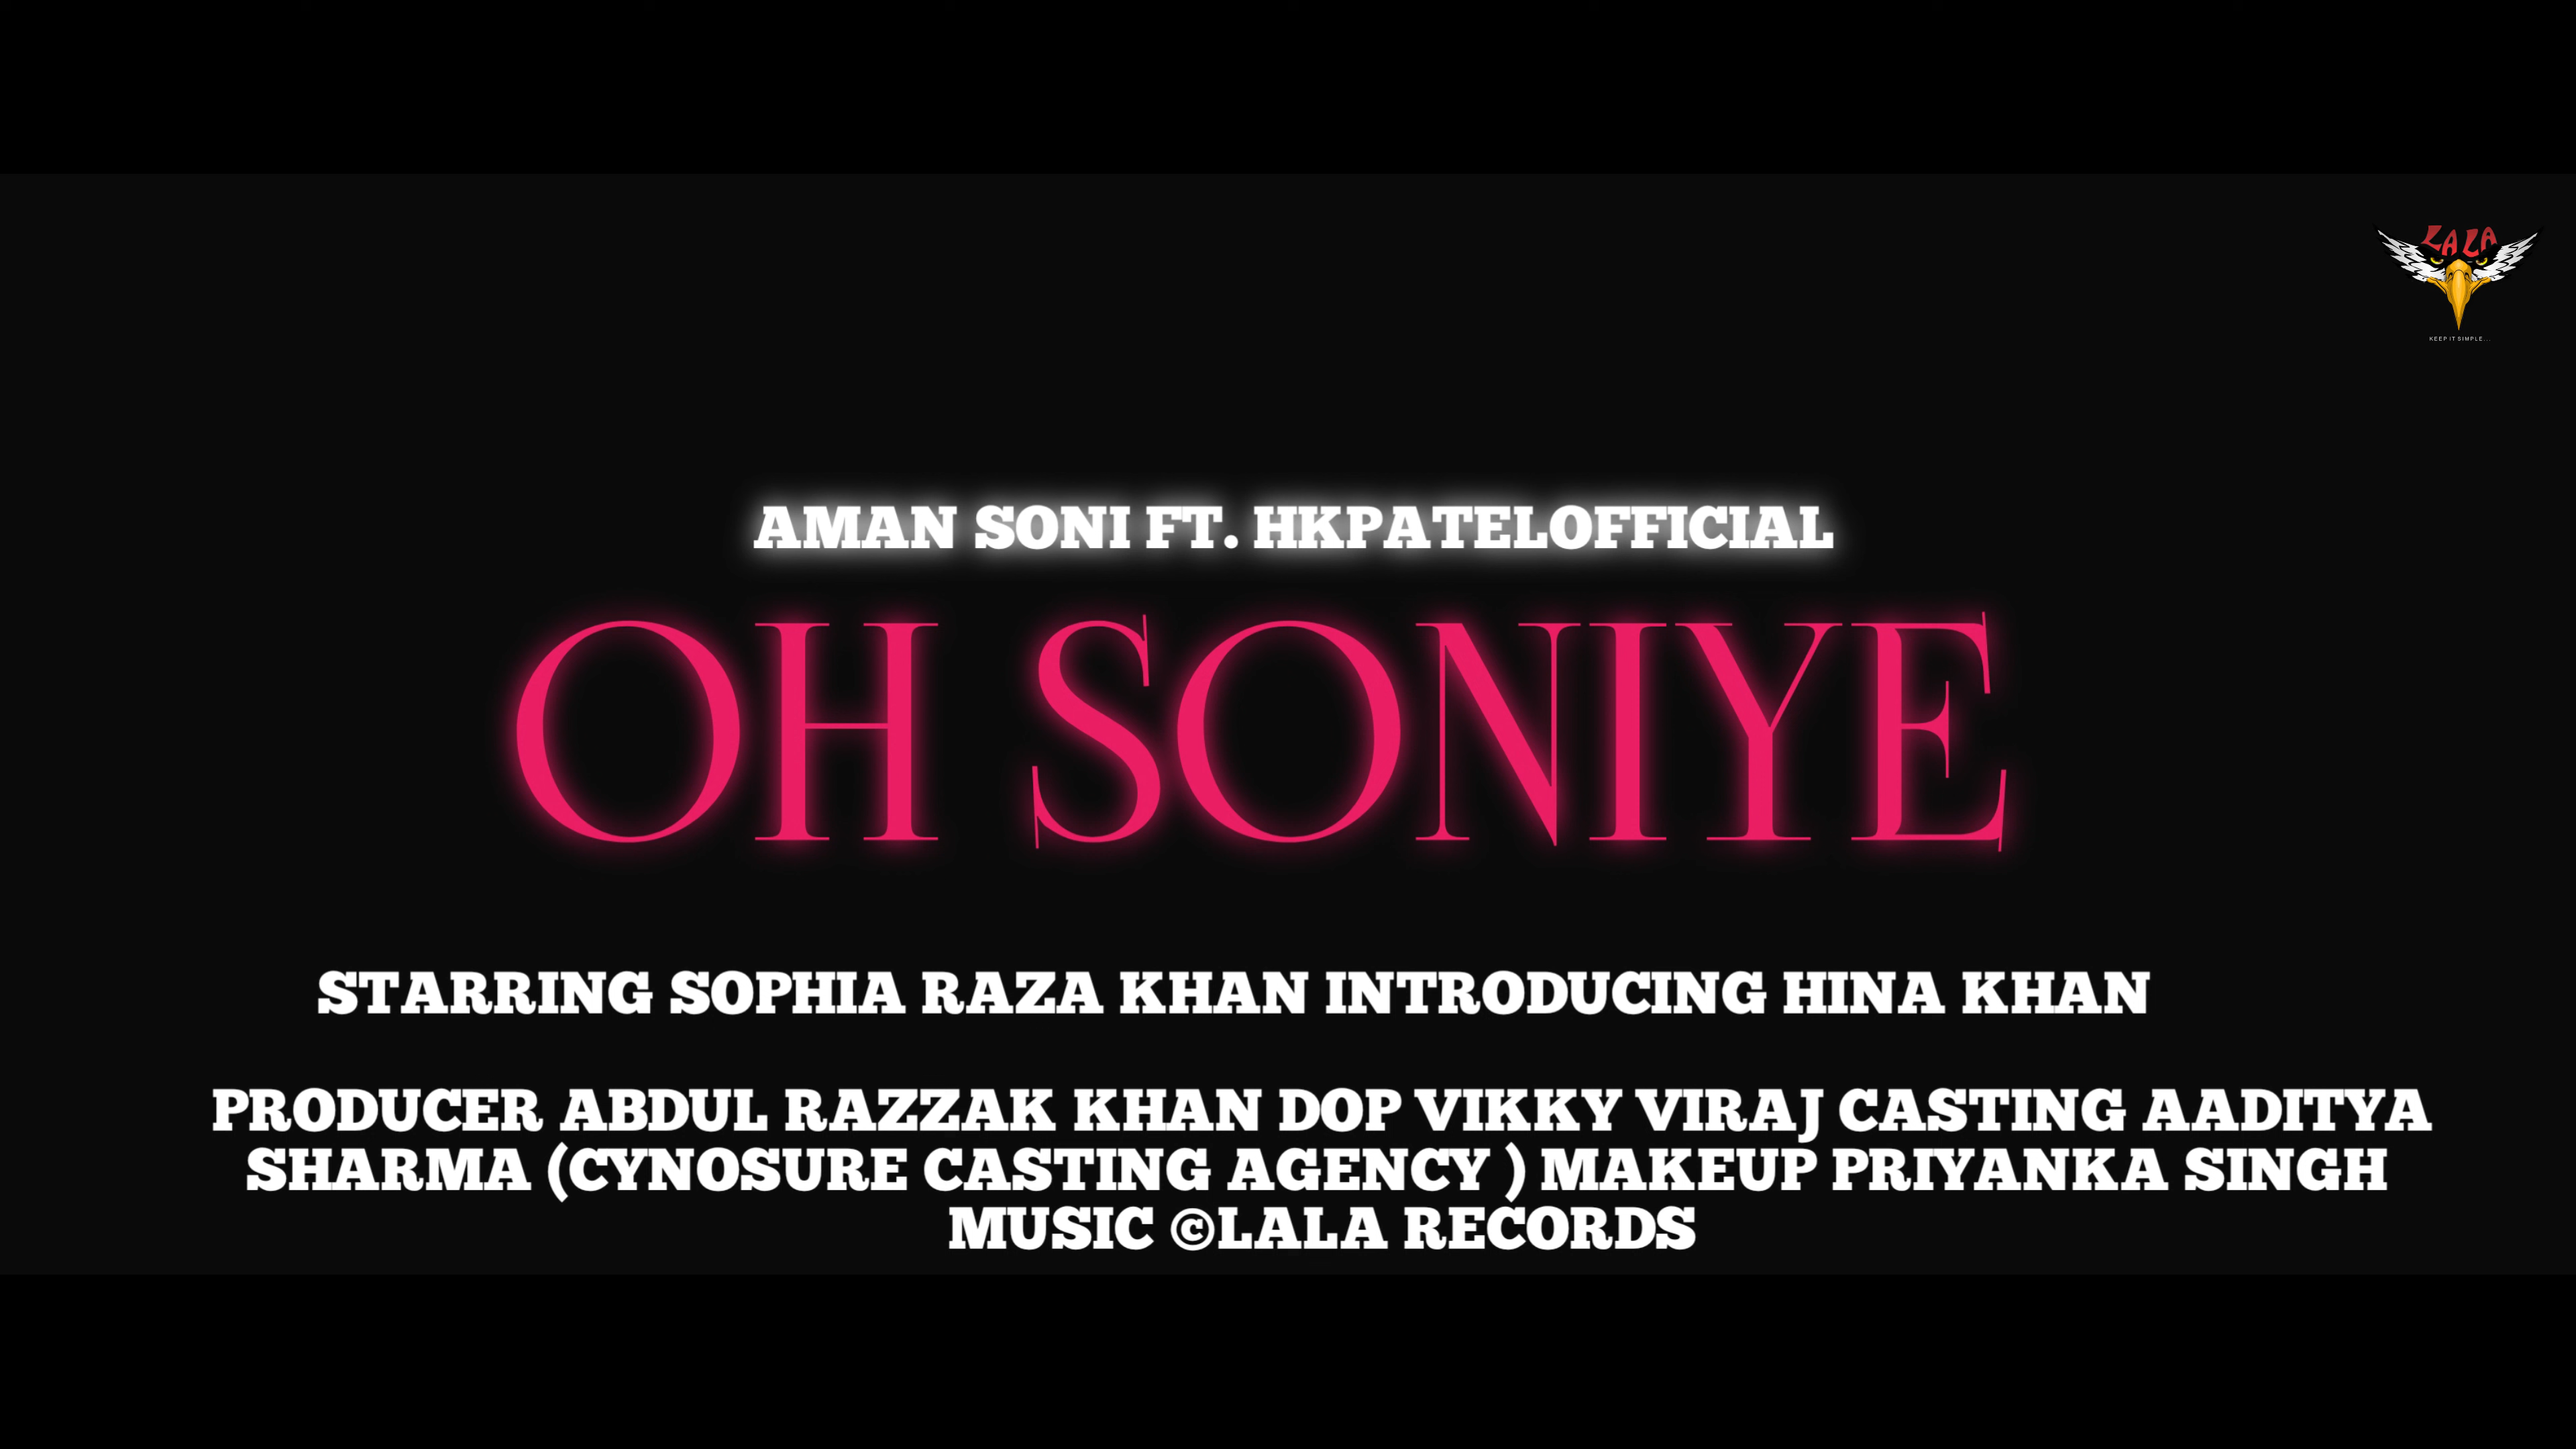 LALA
KEEP IT SIMPLE...
AMAN SONI FT. HKPATELOFFICIAL
OH SONIYE
STARRING SOPHIA RAZA KHAN INTRODUCING HINA KHAN
PRODUCER ABDUL RAZZAK KHAN DOP VIKKY VIRAJ CASTING AADITYA
SHARMA (CYNOSURE CASTING AGENCY ) MAKEUP PRIYANKA SINGH
MUSIC ©LALA RECORDS